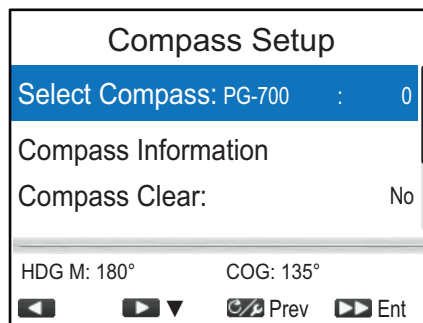 Compass Setup
Select Compass: PG-700 : 0
Compass Information
Compass Clear: No
HDG M: 180° COG: 135°
Prev Ent